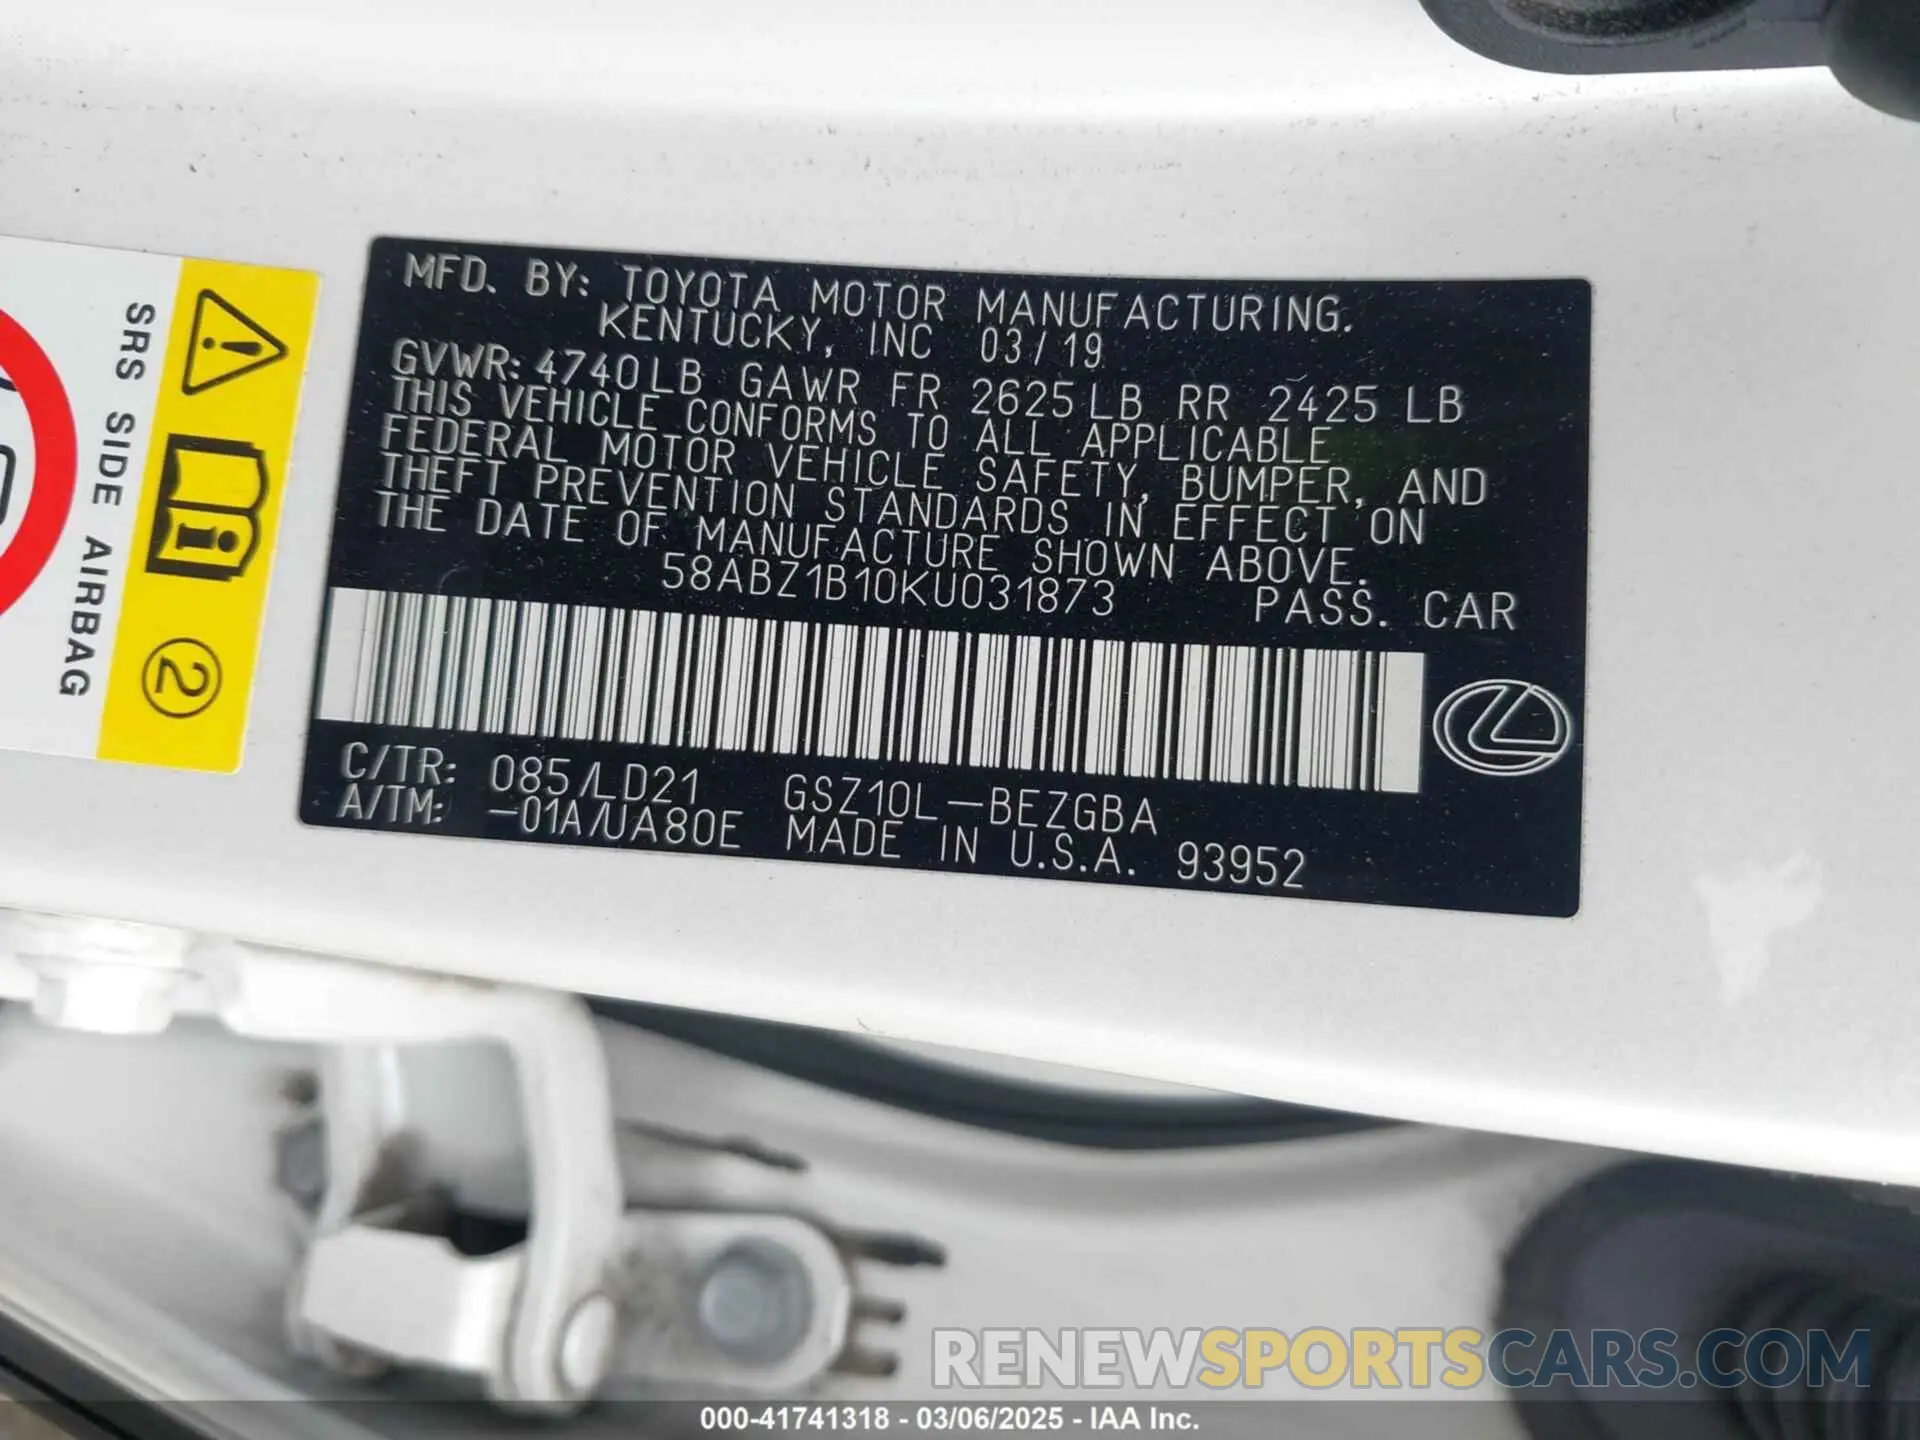 MFD. BY: TOYOTA MOTOR MANUFACTURING.
KENTUCKY, INC 03/19
GVWR: 4740LB GAWR FR 2625LB RR 2425 LB
THIS VEHICLE CONFORMS TO ALL APPLICABLE
FEDERAL MOTOR VEHICLE SAFETY, BUMPER, AND
THEFT PREVENTION STANDARDS IN EFFECT ON
THE DATE OF MANUFACTURE SHOWN ABOVE.
58ABZ1B10KU031873 PASS. CAR
C/TR: 085/LD21 GSZ10L-BEZGBA
A/TM: -01A/UA80E MADE IN U.S.A. 93952
SRS SIDE AIRBAG
2
RENEWSPORTSCARS.COM
000-41741318 - 03/06/2025 - IAA Inc.